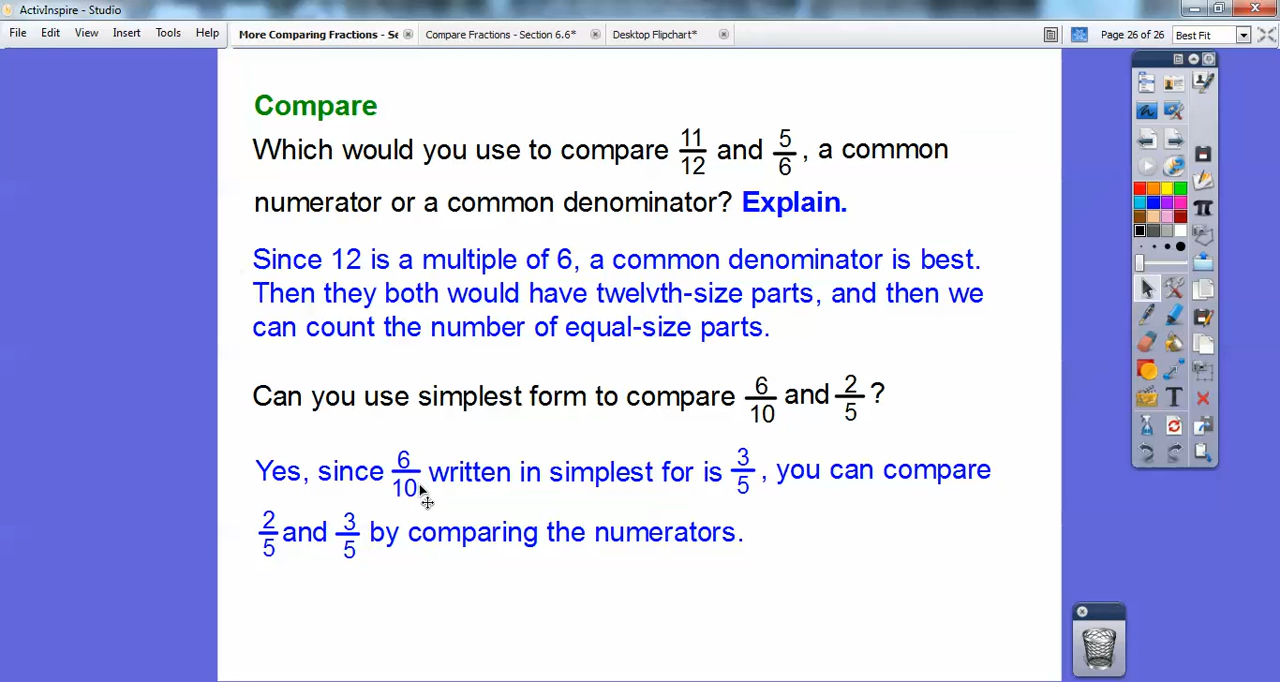 ActivInspire - Studio
File Edit View Insert Tools Help
More Comparing Fractions - Se
Compare Fractions - Section 6.6*
Desktop Flipchart*
Page 26 of 26
Best Fit
Compare
Which would you use to compare 11/12 and 5/6, a common
numerator or a common denominator? Explain.
Since 12 is a multiple of 6, a common denominator is best.
Then they both would have twelvth-size parts, and then we
can count the number of equal-size parts.
Can you use simplest form to compare 6/10 and 2/5?
Yes, since 6/10 written in simplest for is 3/5, you can compare
2/5 and 3/5 by comparing the numerators.